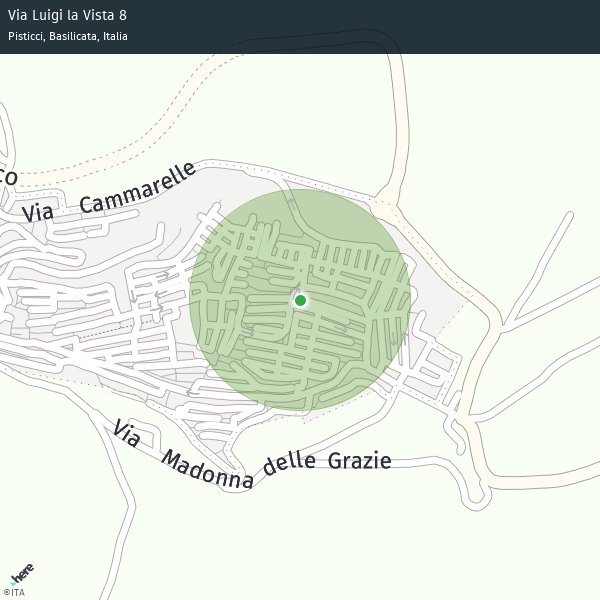 Via Luigi la Vista 8
Pisticci, Basilicata, Italia
co
Via Cammarelle
Via Madonna delle Grazie
here
©ITA